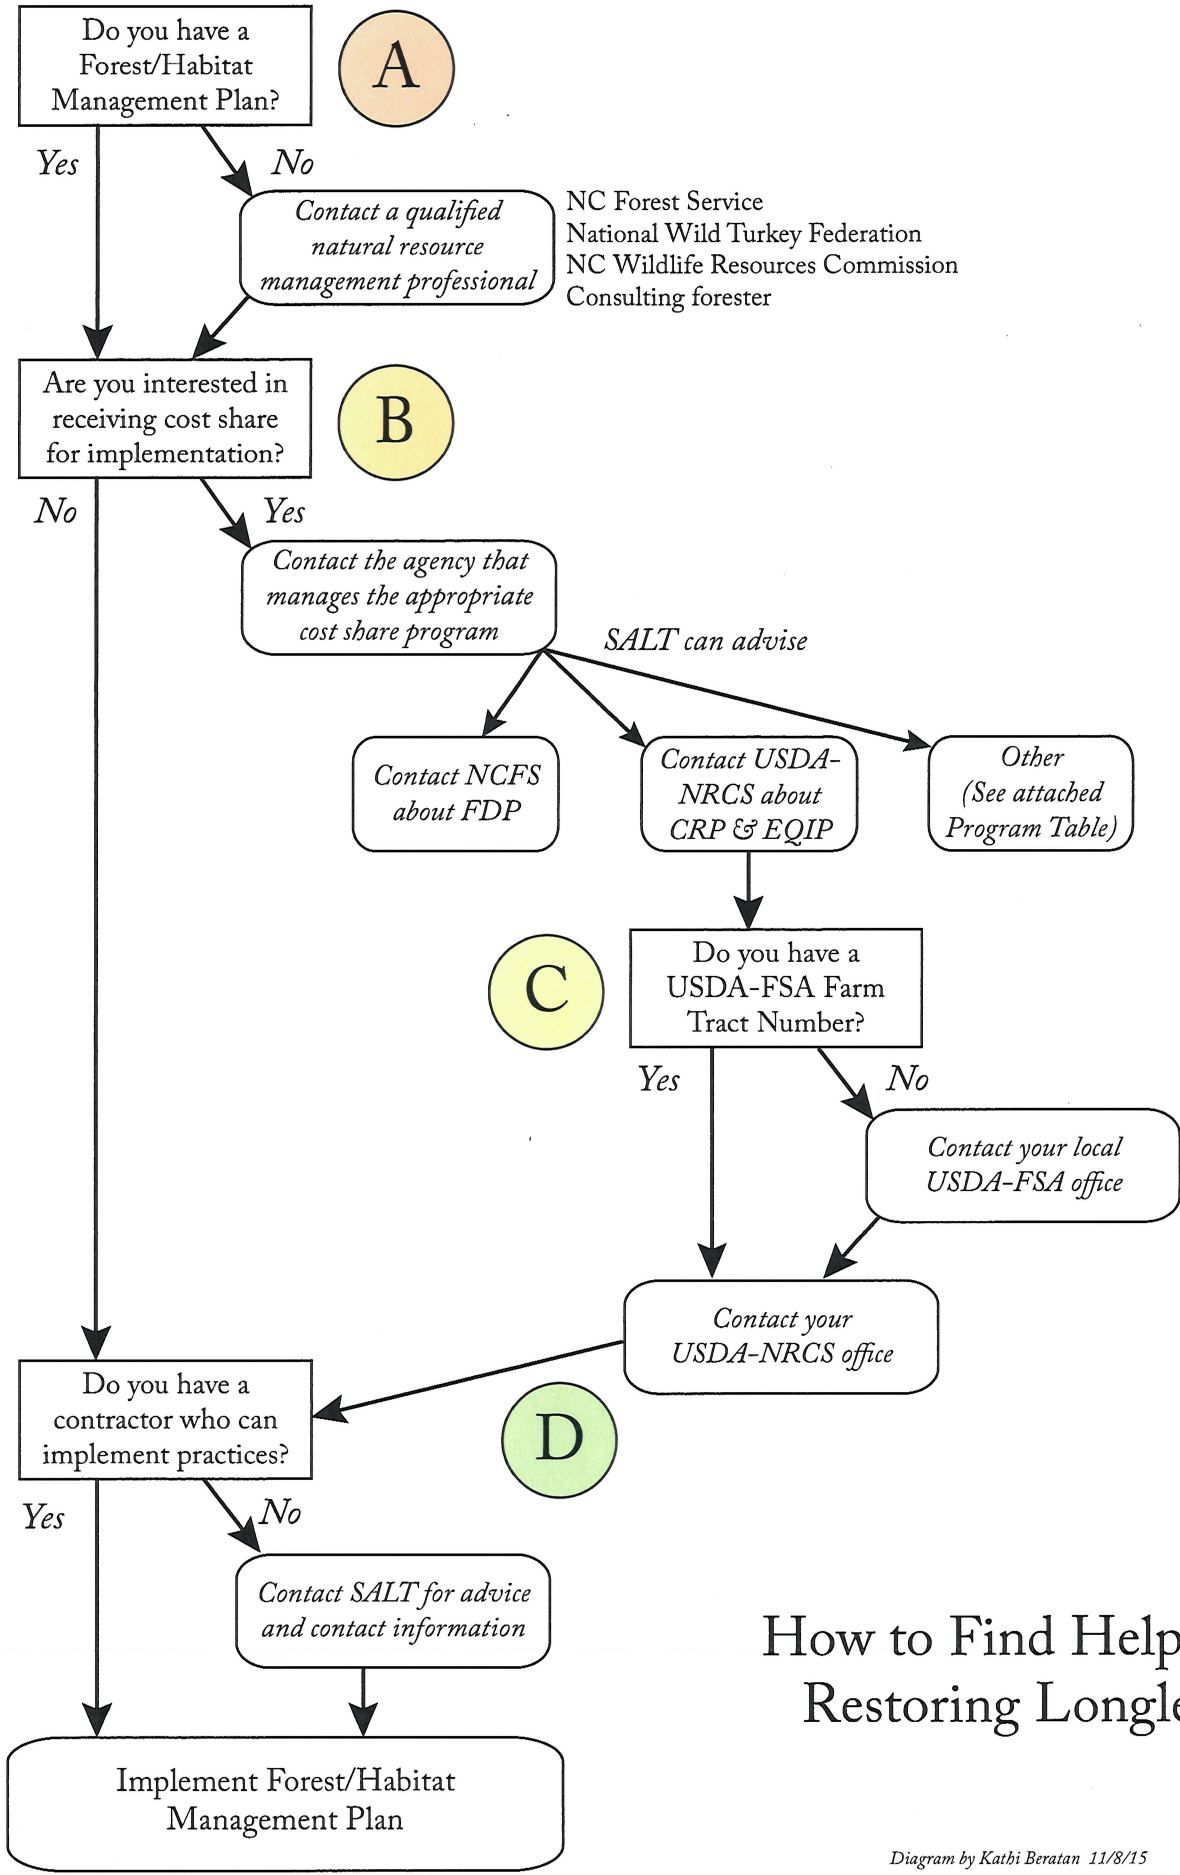 Do you have a
Forest/Habitat
Management Plan?
A
Yes
No
Contact a qualified
natural resource
management professional
NC Forest Service
National Wild Turkey Federation
NC Wildlife Resources Commission
Consulting forester
Are you interested in
receiving cost share
for implementation?
B
No
Yes
Contact the agency that
manages the appropriate
cost share program
SALT can advise
Contact NCFS
about FDP
Contact USDA-
NRCS about
CRP & EQIP
Other
(See attached
Program Table)
C
Do you have a
USDA-FSA Farm
Tract Number?
Yes
No
Contact your local
USDA-FSA office
Contact your
USDA-NRCS office
Do you have a
contractor who can
implement practices?
D
Yes
No
Contact SALT for advice
and contact information
Implement Forest/Habitat
Management Plan
How to Find Help
Restoring Longle
Diagram by Kathi Beratan 11/8/15